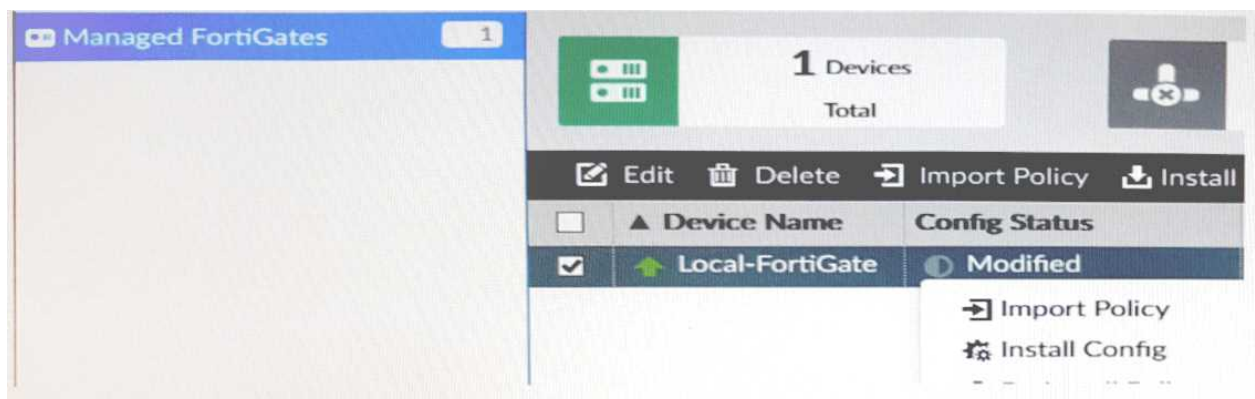 Managed FortiGates 1
1 Devices
Total
Edit Delete Import Policy Install
Device Name Config Status
Local-FortiGate Modified
Import Policy
Install Config